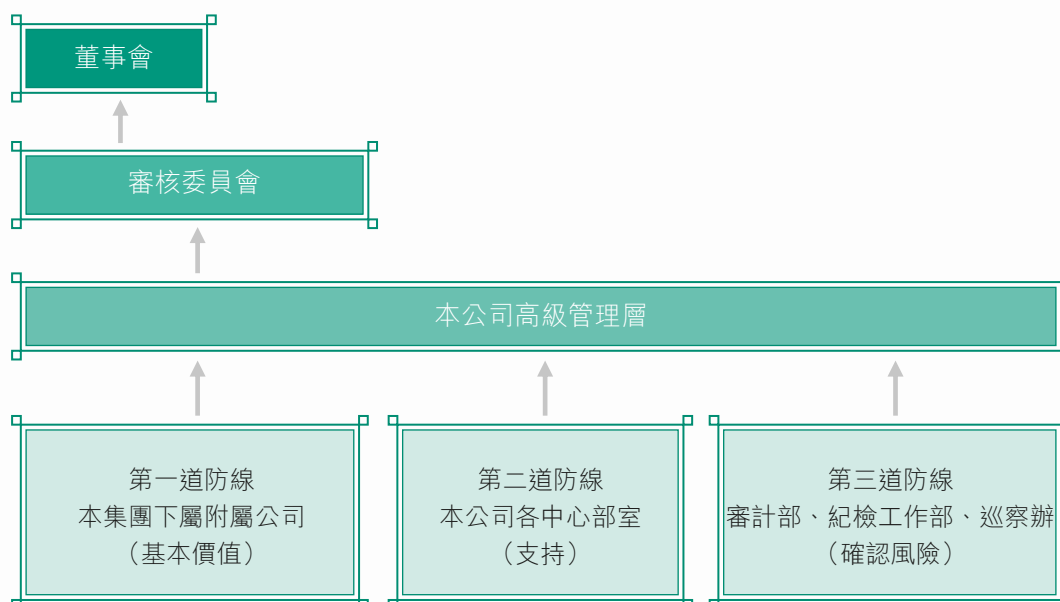 董事會
審核委員會
本公司高級管理層
第一道防線
本集團下屬附屬公司
（基本價值）
第二道防線
本公司各中心部室
（支持）
第三道防線
審計部、紀檢工作部、巡察辦
（確認風險）